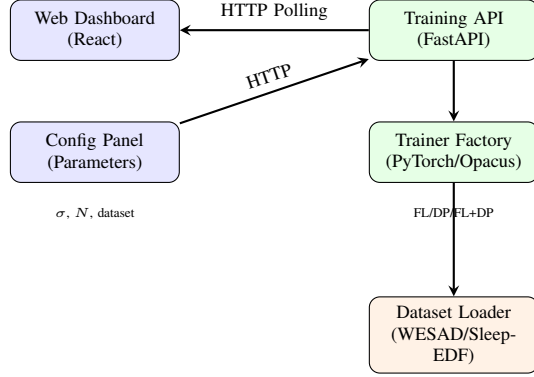 Web Dashboard
(React)
HTTP Polling
Training API
(FastAPI)
HTTP
Config Panel
(Parameters)
Trainer Factory
(PyTorch/Opacus)
σ, N, dataset
FL/DP/FL+DP
Dataset Loader
(WESAD/Sleep-
EDF)